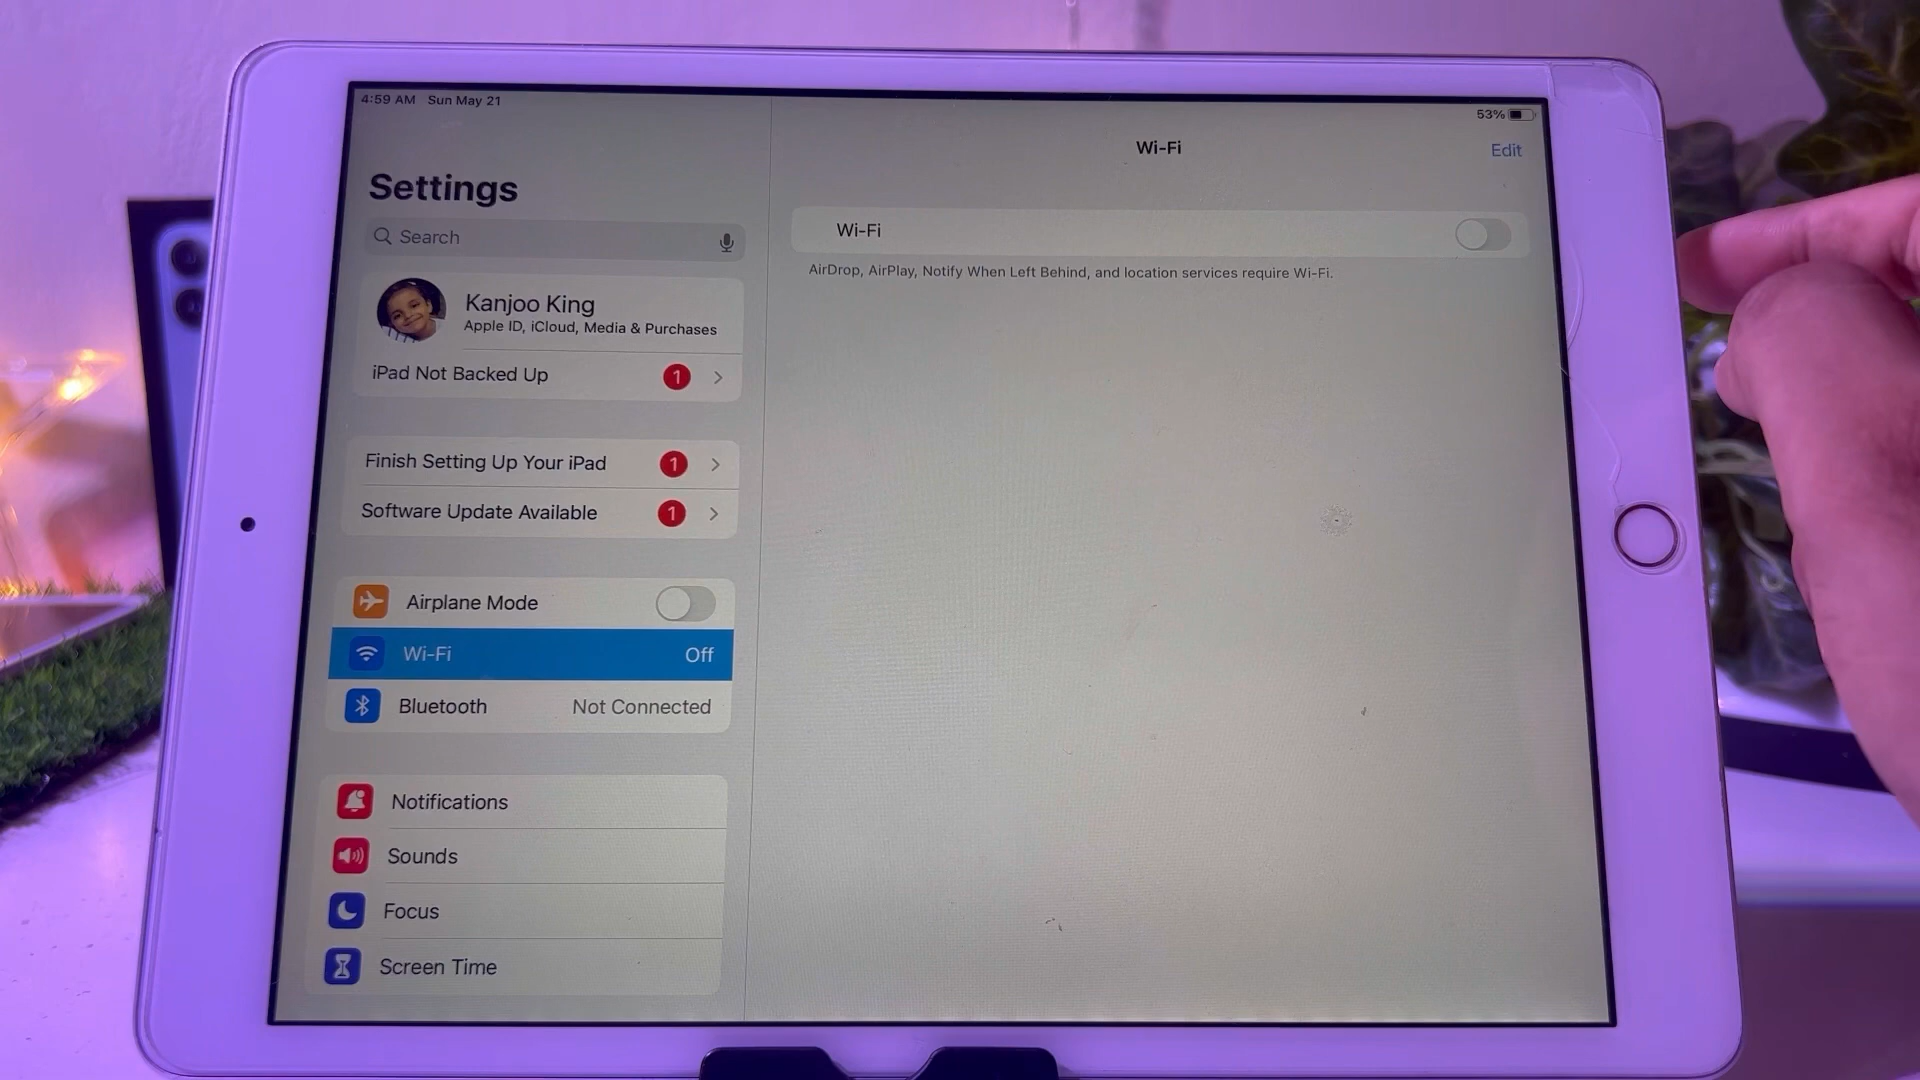 4:59 AM Sun May 21
53%
Settings
Search
Kanjoo King
Apple ID, iCloud, Media & Purchases
iPad Not Backed Up 1
Finish Setting Up Your iPad 1
Software Update Available 1
Airplane Mode
Wi-Fi Off
Bluetooth Not Connected
Notifications
Sounds
Focus
Screen Time
Wi-Fi
Edit
Wi-Fi
AirDrop, AirPlay, Notify When Left Behind, and location services require Wi-Fi.